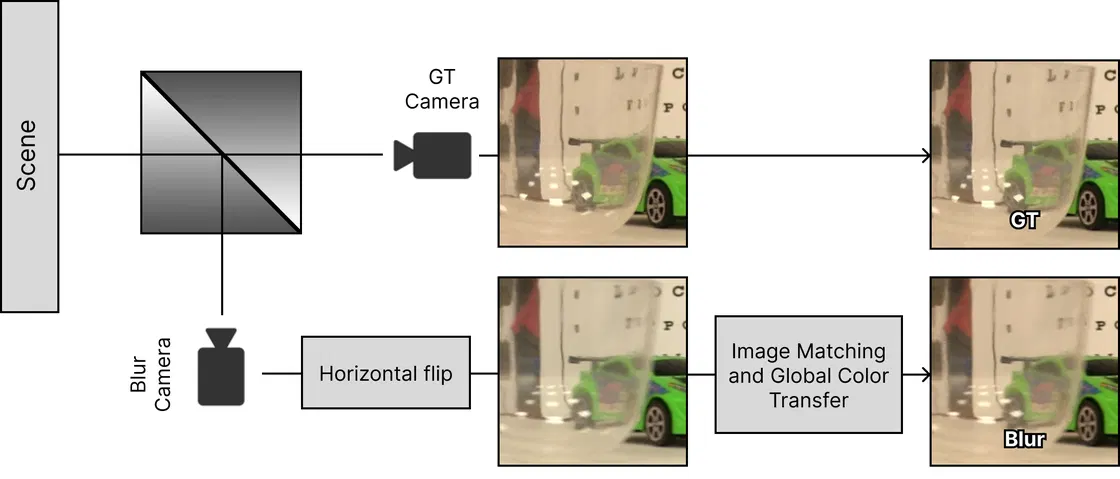 Scene
GT
Camera
GT
Blur
Camera
Horizontal flip
Image Matching
and Global Color
Transfer
Blur